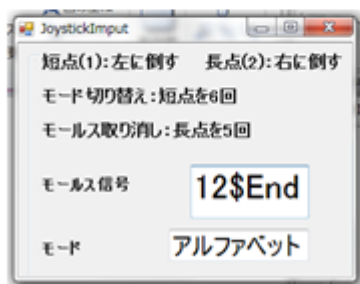 JoystickImput
短点(1):左に倒す 長点(2):右に倒す
モード切り替え:短点を6回
モールス取り消し:長点を5回
モールス信号 12$End
モード アルファベット